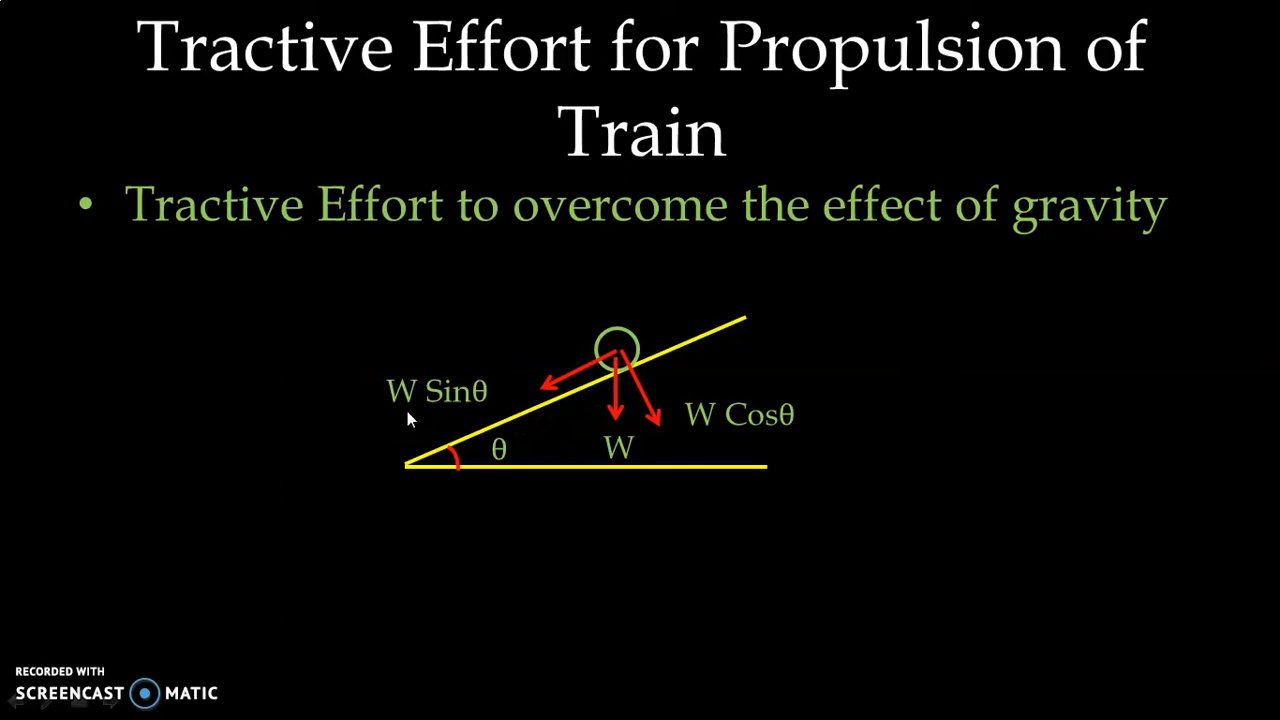 Tractive Effort for Propulsion of
Train
• Tractive Effort to overcome the effect of gravity
W Sinθ
W Cosθ
θ
W
RECORDED WITH
SCREENCAST MATIC